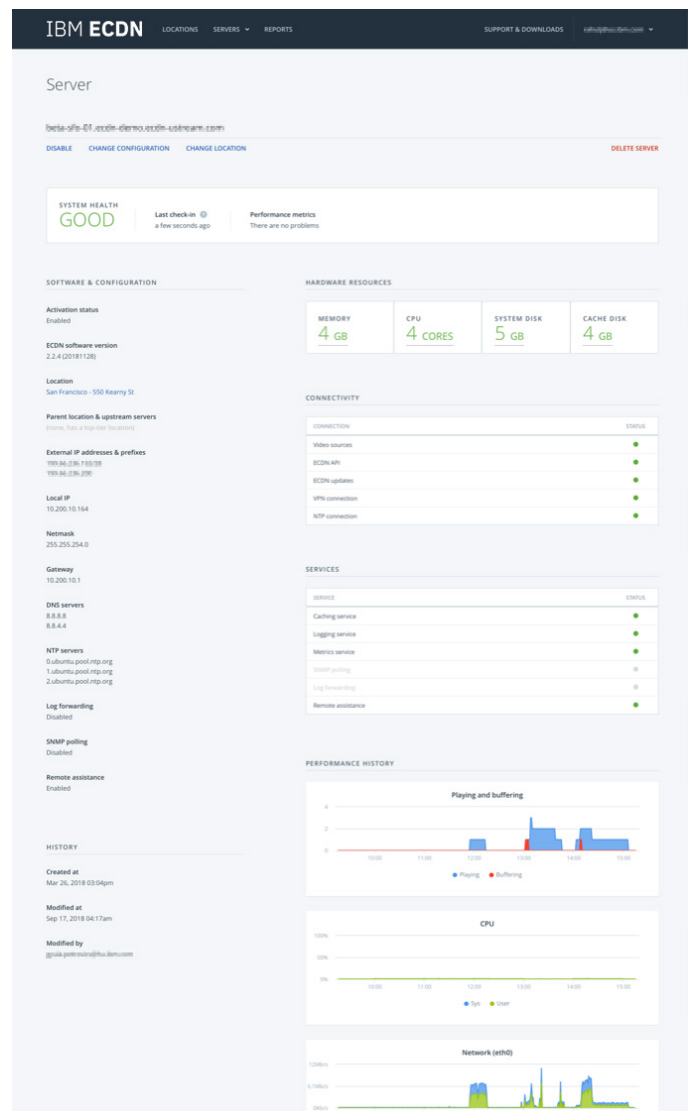 IBM ECDN
LOCATIONS
SERVERS
REPORTS
SUPPORT & DOWNLOADS
Server
DISABLE
CHANGE CONFIGURATION
CHANGE LOCATION
DELETE SERVER
SYSTEM HEALTH
GOOD
Last check-in
a few seconds ago
Performance metrics
There are no problems
SOFTWARE & CONFIGURATION
Activation status
Enabled
ECDN software version
2.2.4 (20181128)
Location
San Francisco - 550 Kearny St
Parent location & upstream servers
(none, has a top-tier location)
External IP addresses & prefixes
Local IP
10.200.10.164
Netmask
255.255.254.0
Gateway
10.200.10.1
DNS servers
8.8.8.8
8.8.4.4
NTP servers
0.ubuntu.pool.ntp.org
1.ubuntu.pool.ntp.org
2.ubuntu.pool.ntp.org
Log forwarding
Disabled
SNMP polling
Disabled
Remote assistance
Enabled
HISTORY
Created at
Mar 26, 2018 03:04pm
Modified at
Sep 17, 2018 04:17am
Modified by
HARDWARE RESOURCES
MEMORY
4 GB
CPU
4 CORES
SYSTEM DISK
5 GB
CACHE DISK
4 GB
CONNECTIVITY
CONNECTION STATUS
Video sources
ECDN API
ECDN updates
VPN connection
NTP connection
SERVICES
SERVICE STATUS
Caching service
Logging service
Metrics service
SNMP polling
Log forwarding
Remote assistance
PERFORMANCE HISTORY
Playing and buffering
4
2
0
10:00 11:00 12:00 13:00 14:00 15:00
Playing Buffering
CPU
100%
50%
0%
10:00 11:00 12:00 13:00 14:00 15:00
Sys User
Network (eth0)